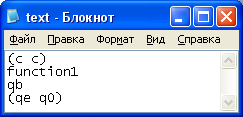 text - Блокнот
Файл Правка Формат Вид Справка
(c c)
function1
qb
(qe q0)